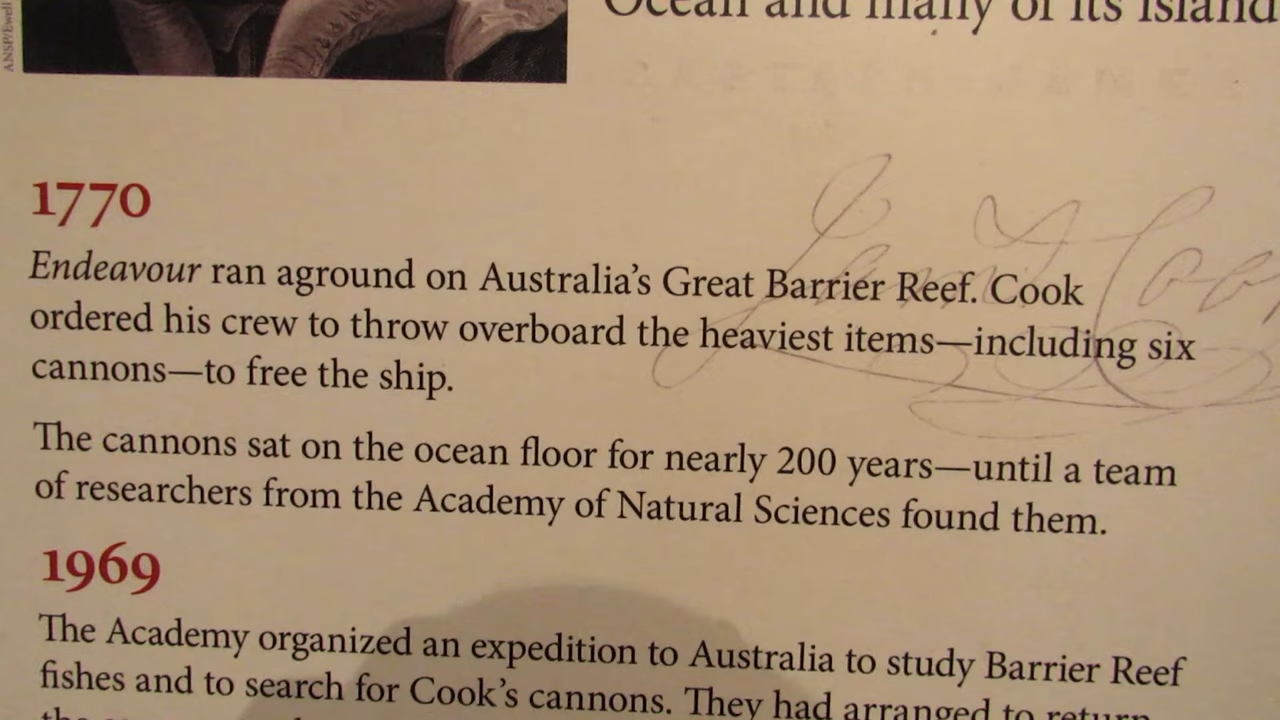 ANSP/Ewell
Ocean and many of its island
1770
Endeavour ran aground on Australia's Great Barrier Reef. Cook
ordered his crew to throw overboard the heaviest items—including six
cannons—to free the ship.
The cannons sat on the ocean floor for nearly 200 years—until a team
of researchers from the Academy of Natural Sciences found them.
1969
The Academy organized an expedition to Australia to study Barrier Reef
fishes and to search for Cook's cannons. They had arranged to return